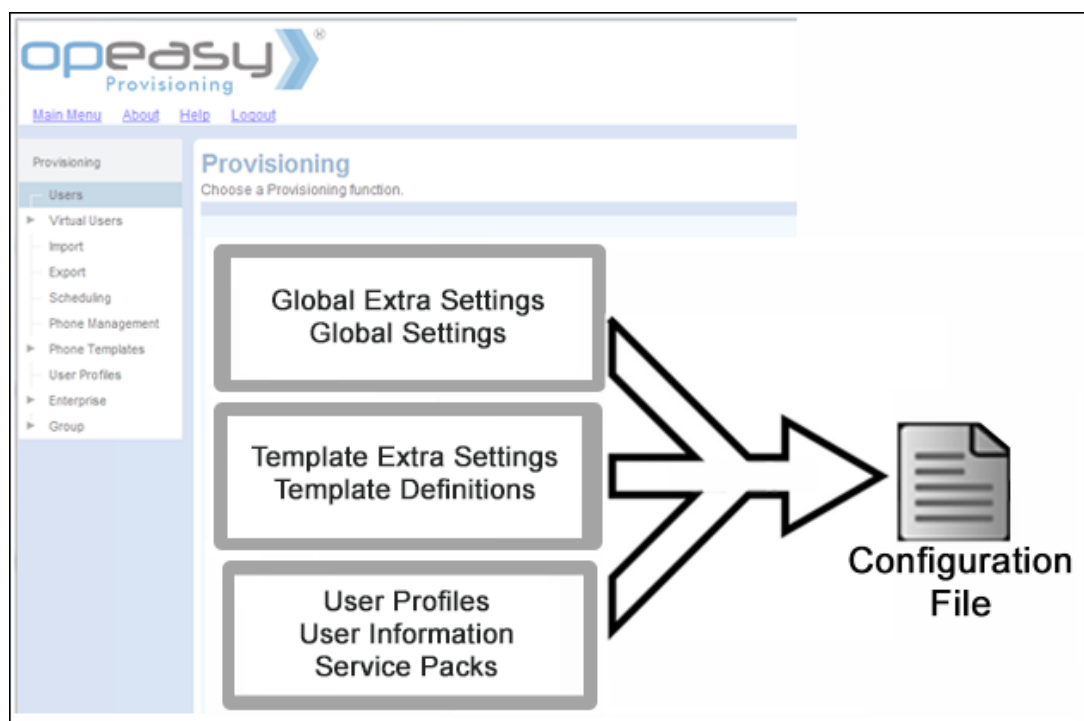 opeasy®
Provisioning
Main Menu About Help Logout
Provisioning
Users
Virtual Users
Import
Export
Scheduling
Phone Management
Phone Templates
User Profiles
Enterprise
Group
Provisioning
Choose a Provisioning function.
Global Extra Settings
Global Settings
Template Extra Settings
Template Definitions
User Profiles
User Information
Service Packs
Configuration
File